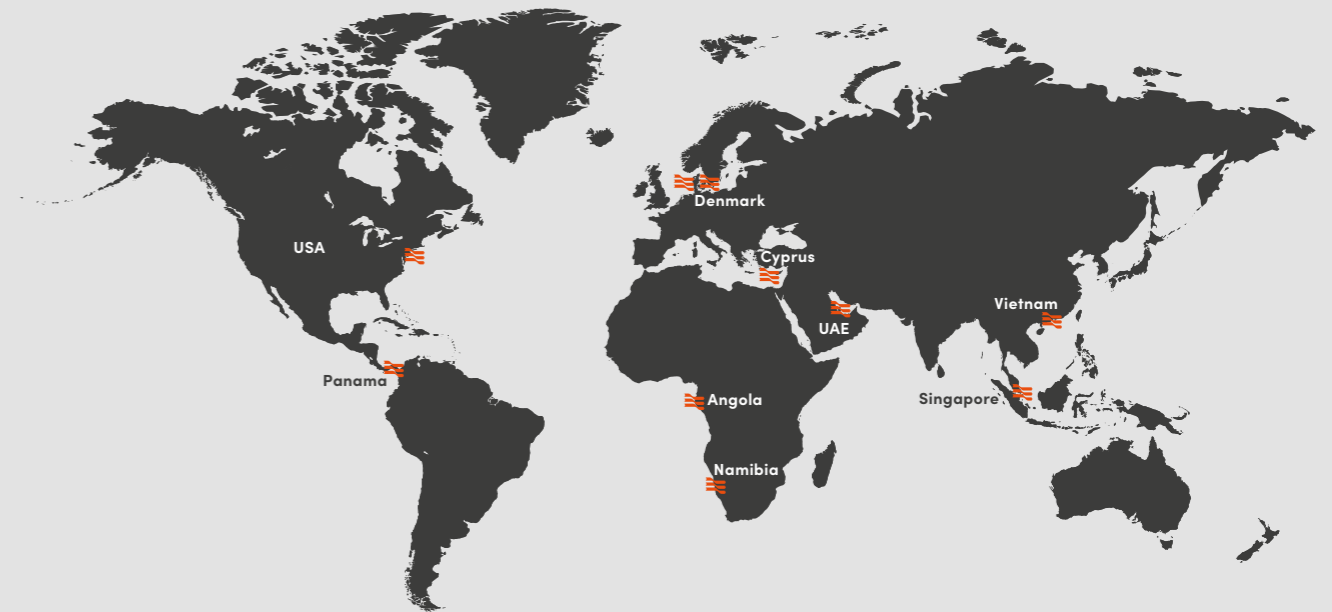 Denmark
USA
Cyprus
Vietnam
UAE
Panama
Singapore
Angola
Namibia